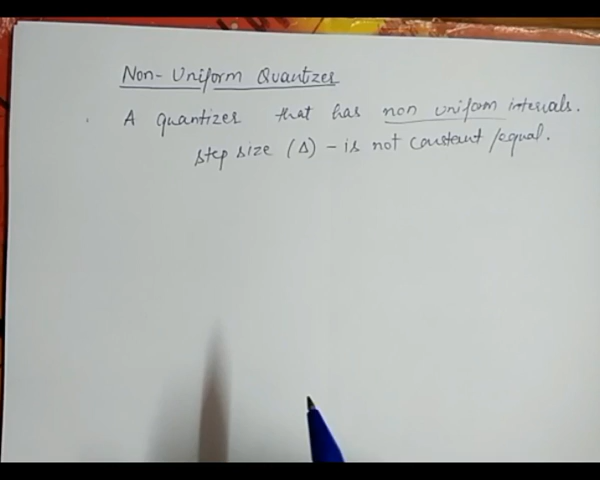 Non-Uniform Quantizer
A quantizer that has non uniform intervals.
step size (Δ) - is not constant/equal.